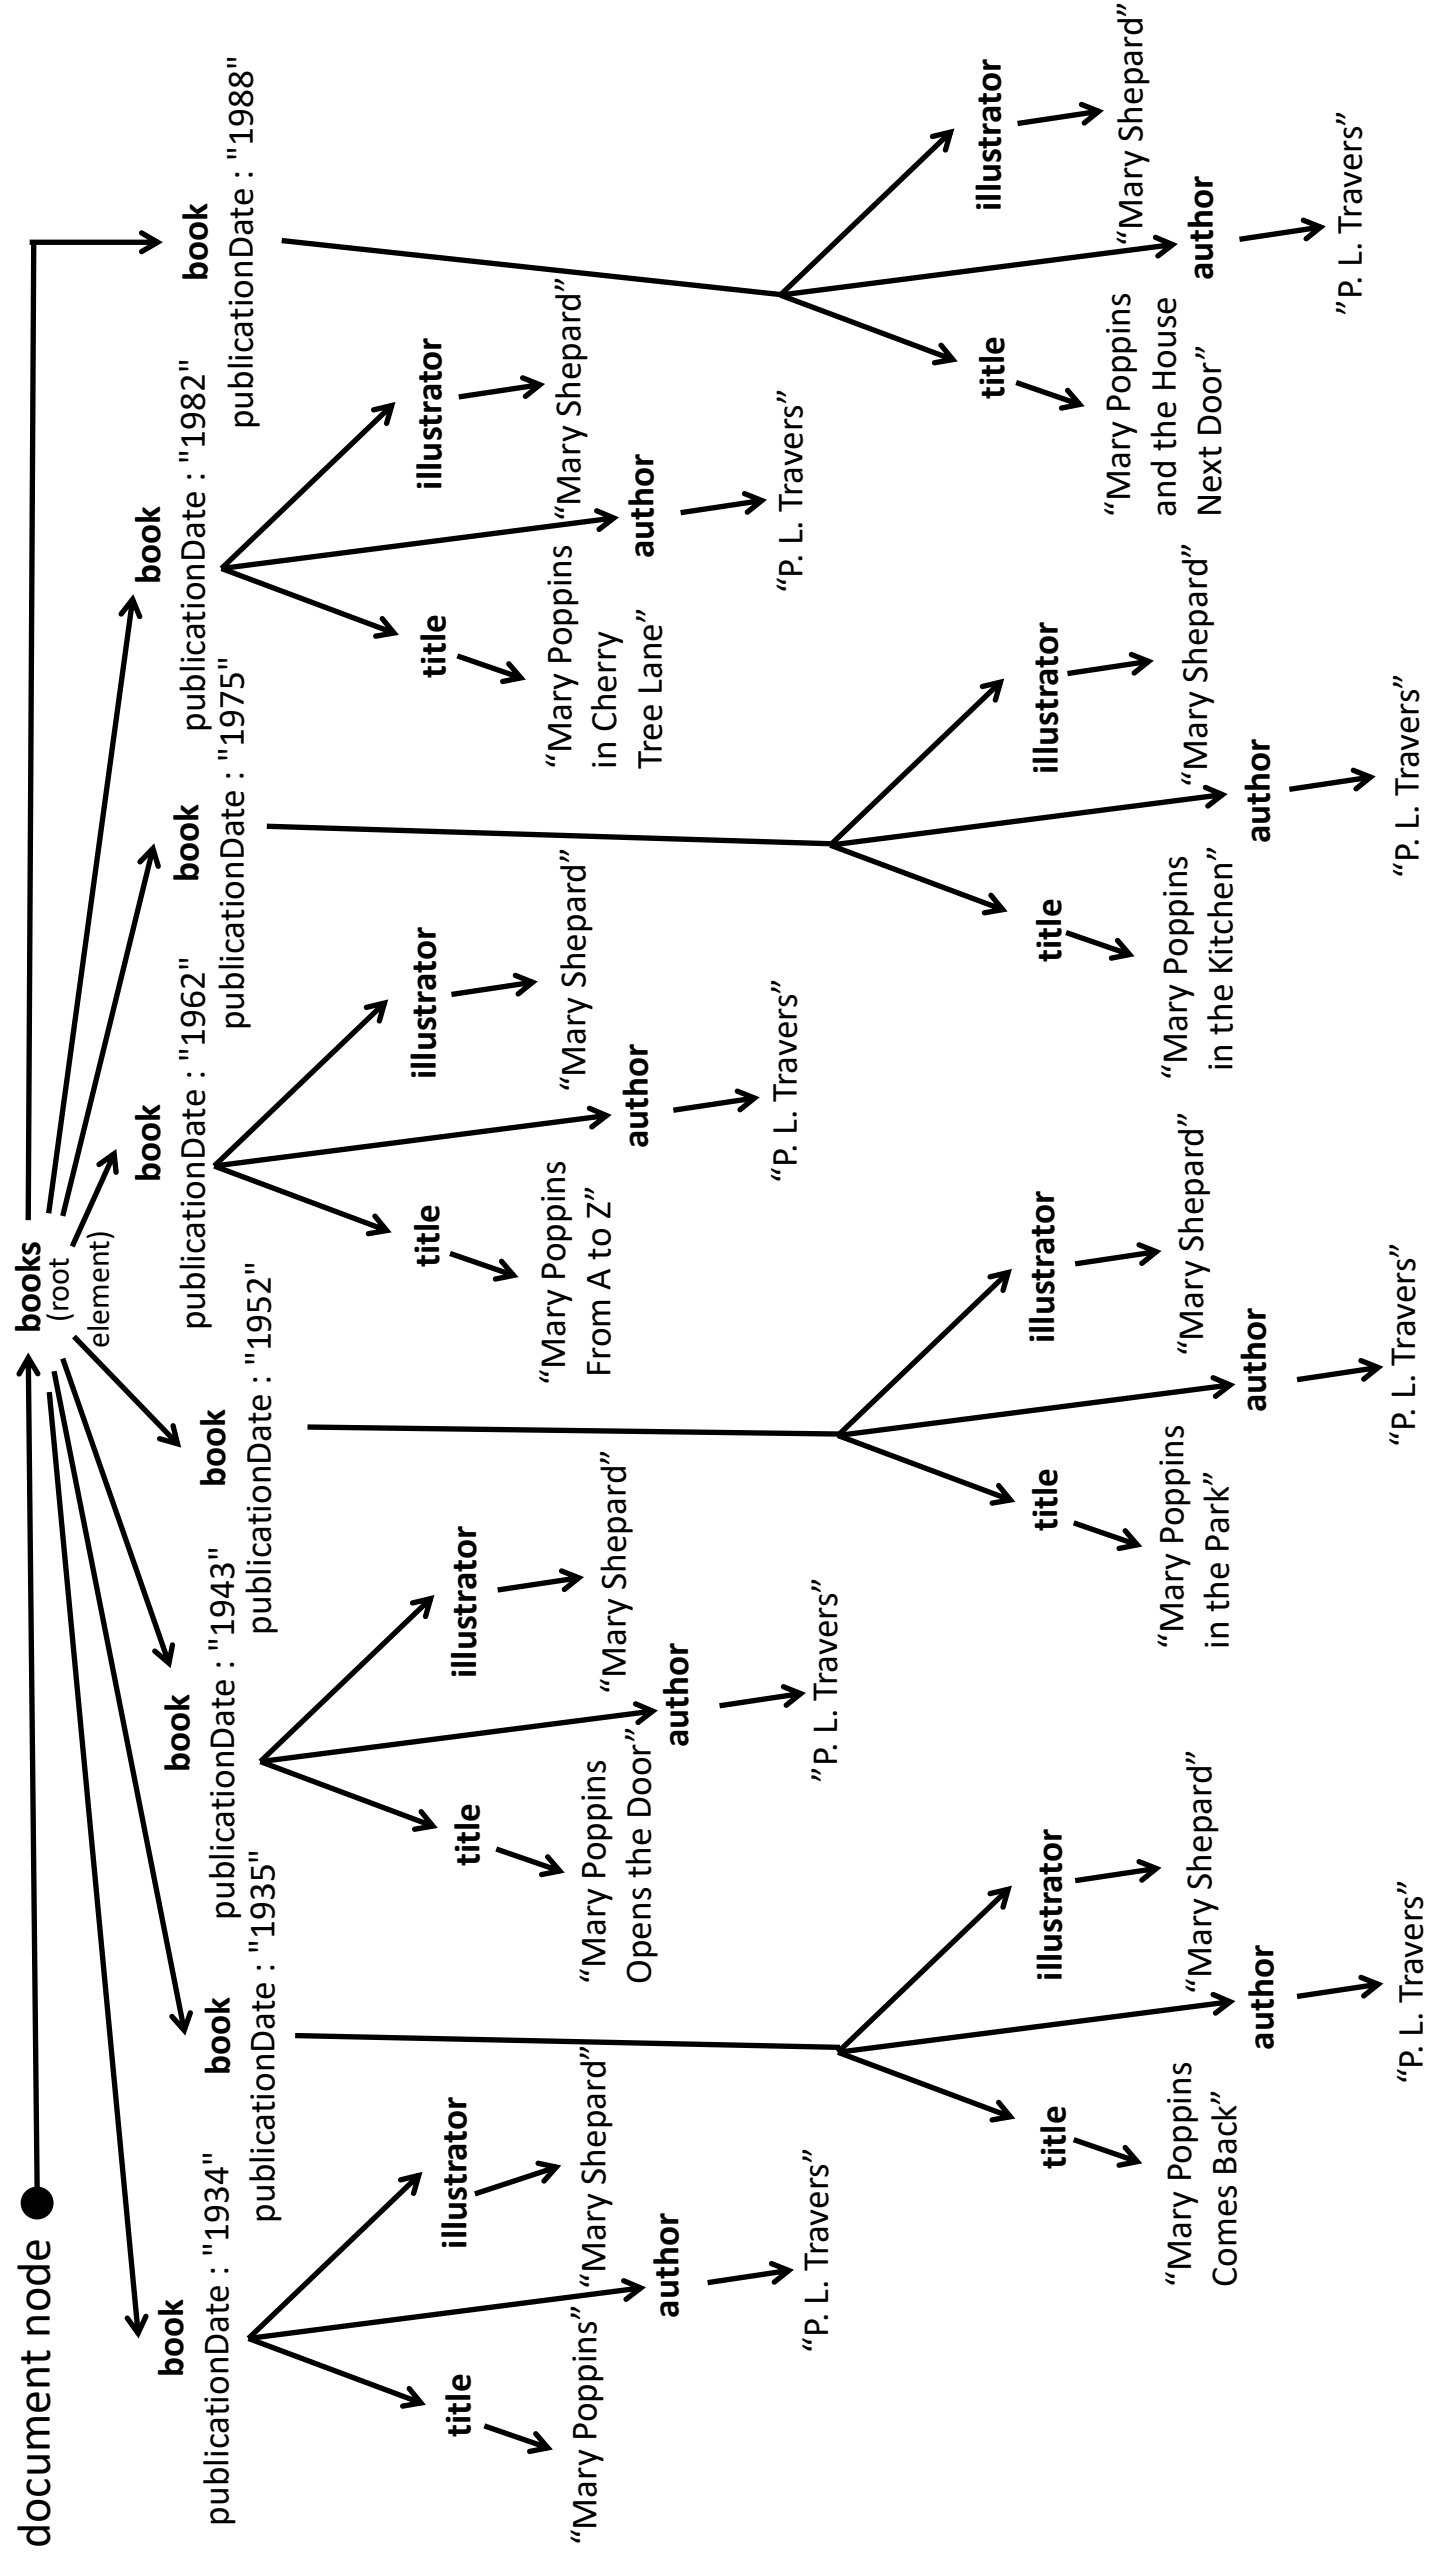 document node
books
(root
element)
book
publicationDate : "1934"
title
“Mary Poppins”
illustrator
“Mary Shepard”
author
“P. L. Travers”
book
publicationDate : "1935"
title
“Mary Poppins
Comes Back”
illustrator
“Mary Shepard”
author
“P. L. Travers”
book
publicationDate : "1943"
title
“Mary Poppins
Opens the Door”
illustrator
“Mary Shepard”
author
”P. L. Travers”
book
publicationDate : "1952"
title
“Mary Poppins
in the Park”
illustrator
“Mary Shepard”
author
“P. L. Travers”
book
publicationDate : "1962"
title
“Mary Poppins
From A to Z”
illustrator
“Mary Shepard”
author
“P. L. Travers”
book
publicationDate : "1975"
title
“Mary Poppins
in the Kitchen”
illustrator
“Mary Shepard”
author
“P. L. Travers”
book
publicationDate : "1982"
title
“Mary Poppins
in Cherry
Tree Lane”
illustrator
“Mary Shepard”
author
“P. L. Travers”
book
publicationDate : "1988"
title
“Mary Poppins
and the House
Next Door”
illustrator
“Mary Shepard”
author
”P. L. Travers”